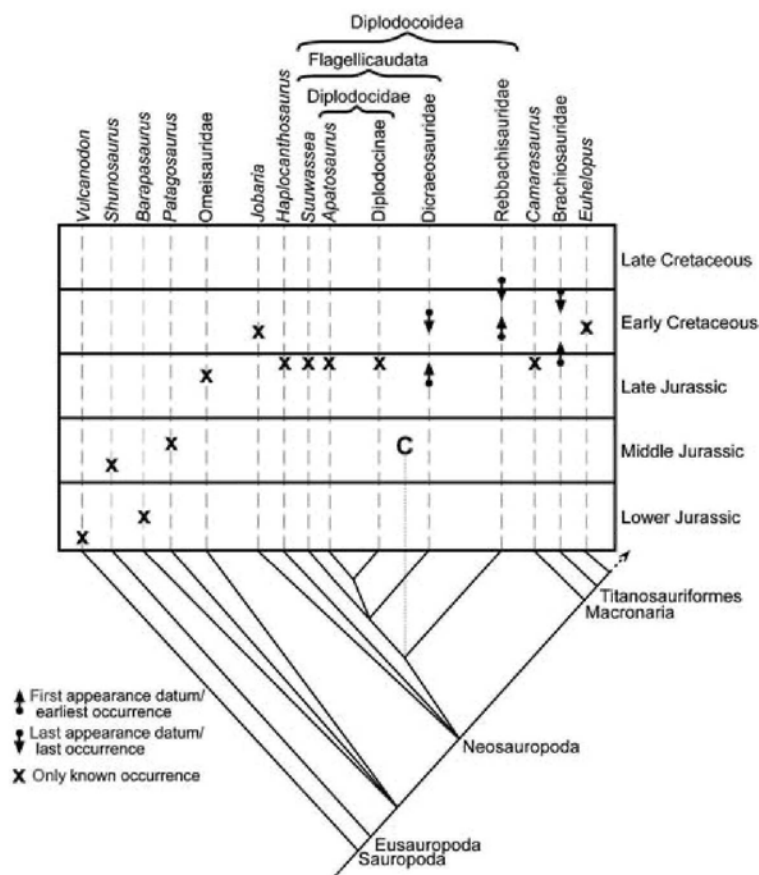 Diplodocoidea
Flagellicaudata
Diplodocidae
Vulcanodon
Shunosaurus
Barapasaurus
Patagosaurus
Omeisauridae
Jobaria
Haplocanthosaurus
Suuwassea
Apatosaurus
Diplodocinae
Dicraeosauridae
Rebbachisauridae
Camarasaurus
Brachiosauridae
Euhelopus
Late Cretaceous
Early Cretaceous
X
X
X X X X X
Late Jurassic
X
C
Middle Jurassic
X
X
Lower Jurassic
X
X
Titanosauriformes
Macronaria
First appearance datum/
earliest occurrence
Last appearance datum/
last occurrence
X Only known occurrence
Neosauropoda
Eusauropoda
Sauropoda